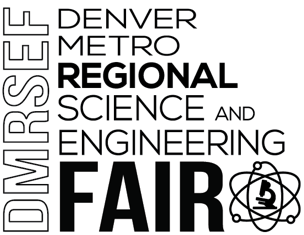 DMRSEF
DENVER
METRO
REGIONAL
SCIENCE AND
ENGINEERING
FAIR